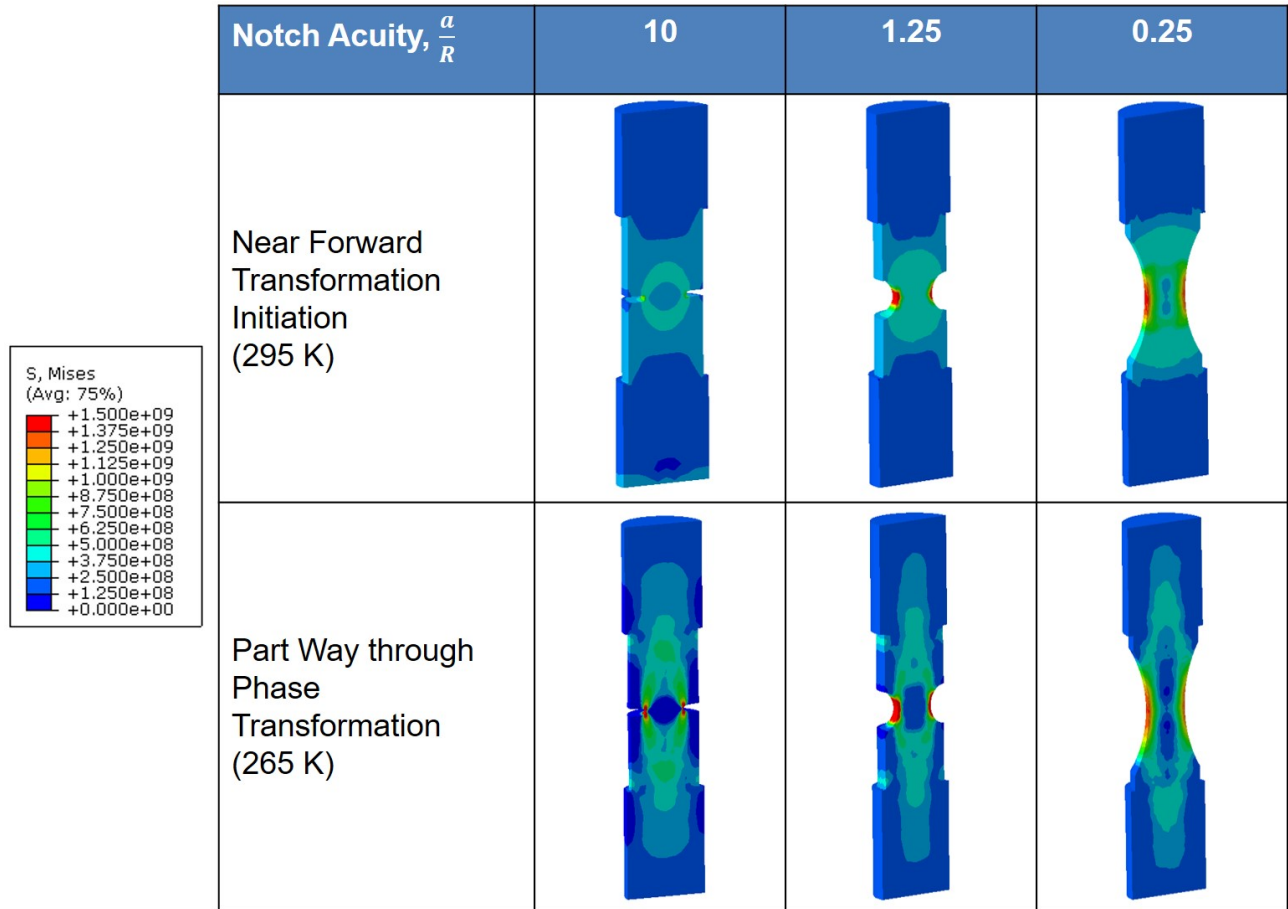 Notch Acuity, a/R
10
1.25
0.25
Near Forward
Transformation
Initiation
(295 K)
S, Mises
(Avg: 75%)
+1.500e+09
+1.375e+09
+1.250e+09
+1.125e+09
+1.000e+09
+8.750e+08
+7.500e+08
+6.250e+08
+5.000e+08
+3.750e+08
+2.500e+08
+1.250e+08
+0.000e+00
Part Way through
Phase
Transformation
(265 K)